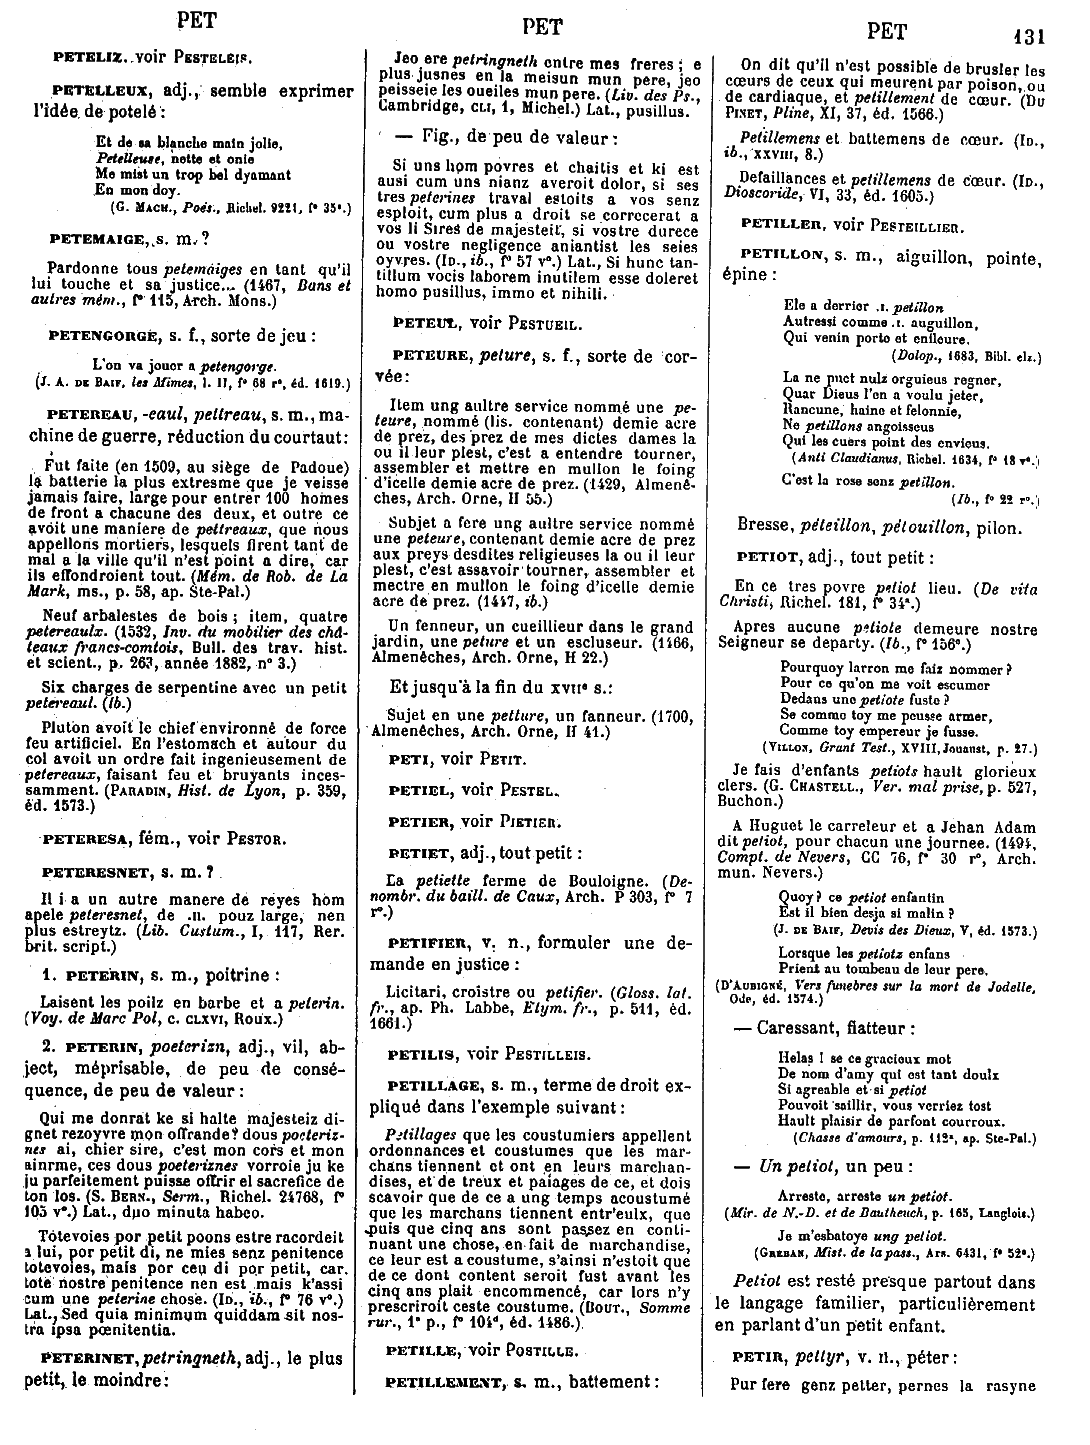 PET
PET
PET
131
PETELIZ, voir PESTELEIS.
PETELLEUX, adj., semble exprimer
l'idée de potelé :
Et de sa blanche main jolie,
Petelleuse, nette et onie
Me mist un trop bel dyamant
En mon doy.
(G. MACH., Poés., Richel. 9221, f° 35ª.)
PETEMAIGE, s. m. ?
Pardonne tous petemaiges en tant qu'il
lui touche et sa justice... (1467, Bans et
autres mém., f° 115, Arch. Mons.)
PETENGORGE, s. f., sorte de jeu :
L'on va jouer a petengorge.
(J. A. DE BAIF, les Mimes, l. II, f° 68 r°, éd. 1619.)
PETEREAU, -eaul, pettreau, s. m., ma-
chine de guerre, réduction du courtaut :
Fut faite (en 1509, au siège de Padoue)
la batterie la plus extresme que je veisse
jamais faire, large pour entrer 100 homes
de front a chacune des deux, et outre ce
avoit une maniere de pettreaux, que nous
appellons mortiers, lesquels firent tant de
mal a la ville qu'il n'est point a dire, car
ils effondroient tout. (Mém. de Rob. de La
Mark, ms., p. 58, ap. Ste-Pal.)
Neuf arbalestes de bois ; item, quatre
petereaulx. (1532, Inv. du mobilier des châ-
teaux francs-comtois, Bull. des trav. hist.
et scient., p. 263, année 1882, n° 3.)
Six charges de serpentine avec un petit
petereaul. (Ib.)
Pluton avoit le chief environné de force
feu artificiel. En l'estomach et autour du
col avoit un ordre fait ingenieusement de
petereaux, faisant feu et bruyants inces-
samment. (PARADIN, Hist. de Lyon, p. 359,
éd. 1573.)
PETERESA, fém., voir PESTOR.
PETERESNET, s. m. ?
Il i a un autre manere de reyes hom
apele peteresnet, de .II. pouz large, nen
plus estreytz. (Lib. Custum., I, 117, Rer.
brit. script.)
1. PETERIN, s. m., poitrine :
Laisent les poilz en barbe et a peterin.
(Voy. de Marc Pol, c. CLXVI, Roux.)
2. PETERIN, poeterizn, adj., vil, ab-
ject, méprisable, de peu de consé-
quence, de peu de valeur :
Qui me donrat ke si halte majesteiz di-
gnet rezoyvre mon offrande? dous poeteriz-
nes ai, chier sire, c'est mon cors et mon
ainrme, ces dous poeteriznes vorroie ju ke
ju parfeitement puisse offrir el sacrefice de
ton los. (S. BERN., Serm., Richel. 24768, f°
105 v°.) Lat., duo minuta habeo.
Totevoies por petit poons estre racordeit
a lui, por petit di, ne mies senz penitence
totevoles, mais por ceu di por petit, car
tote nostre penitence nen est mais k'assi
cum une peterine chose. (ID., ib., f° 76 v°.)
Lat., Sed quia minimum quiddam sit nos-
tra ipsa pœnitentia.
PETERINET, petringneth, adj., le plus
petit, le moindre :
Jeo ere petringneth entre mes freres ; e
plus jusnes en la meisun mun pere, jeo
peisseie les oueiles mun pere. (Liv. des Ps.,
Cambridge, CLI, 1, Michel.) Lat., pusillus.
— Fig., de peu de valeur :
Si uns hom povres et chaitis et ki est
ausi cum uns nianz averoit dolor, si ses
tres peterines traval estoits a vos senz
esploit, cum plus a droit se correcerat a
vos li Sires de majesteit, si vostre durece
ou vostre negligence aniantist les seies
oyvres. (ID., ib., f° 57 v°.) Lat., Si hunc tan-
tillum vocis laborem inutilem esse doleret
homo pusillus, immo et nihili.
PETEUL, voir PESTUEIL.
PETEURE, peture, s. f., sorte de cor-
vée :
Item ung aultre service nommé une pe-
teure, nommé (lis. contenant) demie acre
de prez, des prez de mes dictes dames la
ou il leur plest, c'est a entendre tourner,
assembler et mettre en mullon le foing
d'icelle demie acre de prez. (1429, Almenê-
ches, Arch. Orne, H 55.)
Subjet a fere ung aultre service nommé
une peteure, contenant demie acre de prez
aux preys desdites religieuses la ou il leur
plest, c'est assavoir tourner, assembler et
mectre en mullon le foing d'icelle demie
acre de prez. (1447, ib.)
Un fenneur, un cueillieur dans le grand
jardin, une peture et un escluseur. (1466,
Almenêches, Arch. Orne, H 22.)
Et jusqu'à la fin du XVIIe s.:
Sujet en une petture, un fanneur. (1700,
Almenêches, Arch. Orne, H 41.)
PETI, voir PETIT.
PETIEL, voir PESTEL.
PETIER, voir PIETIER.
PETIET, adj., tout petit :
La petiette ferme de Bouloigne. (De-
nombr. du baill. de Caux, Arch. P 303, f° 7
r°.)
PETIFIER, v. n., formuler une de-
mande en justice :
Licitari, croistre ou petifier. (Gloss. lat.
fr., ap. Ph. Labbe, Etym. fr., p. 511, éd.
1661.)
PETILIS, voir PESTILLEIS.
PETILLAGE, s. m., terme de droit ex-
pliqué dans l'exemple suivant :
Petillages que les coustumiers appellent
ordonnances et coustumes que les mar-
chans tiennent et ont en leurs marchan-
dises, et de treux et paiages de ce, et dois
scavoir que de ce a ung temps acoustumé
que les marchans tiennent entr'eulx, que
puis que cinq ans sont passez en conti-
nuant une chose, en fait de marchandise,
ce leur est a coustume, s'ainsi n'estoit que
de ce dont content seroit fust avant les
cinq ans plait encommencé, car lors n'y
prescriroit ceste coustume. (BOUT., Somme
rur., 1ª p., f° 104ᵈ, éd. 1486.)
PETILLE, voir POSTILLE.
PETILLEMENT, s. m., battement :
On dit qu'il n'est possible de brusler les
cœurs de ceux qui meurent par poison, ou
de cardiaque, et petillement de cœur. (DU
PINET, Pline, XI, 37, éd. 1566.)
Petillemens et battemens de cœur. (ID.,
ib., XXVIII, 8.)
Defaillances et petillemens de cœur. (ID.,
Dioscoride, VI, 33, éd. 1605.)
PETILLER, voir PESTEILLIER.
PETILLON, s. m., aiguillon, pointe,
épine :
Ele a derrier .I. petillon
Autressi comme .I. auguillon,
Qui venin porte et enfleure.
(Dolop., 1683, Bibl. elz.)
La ne puet nulz orguieus regner,
Quar Dieus l'en a voulu jeter,
Rancune, haine et felonnie,
Ne petillons angoisseus
Qui les cuers point des envieus.
(Anti Claudianus, Richel. 1634, f° 18 v°.)
C'est la rose senz petillon.
(Ib., f° 22 r°.)
Bresse, péteillon, pétouillon, pilon.
PETIOT, adj., tout petit :
En ce tres povre petiot lieu. (De vita
Christi, Richel. 181, f° 34ª.)
Apres aucune petiote demeure nostre
Seigneur se departy. (Ib., f° 156ª.)
Pourquoy larron me faiz nommer ?
Pour ce qu'on me voit escumer
Dedans une petiote fuste ?
Se comme toy me peusse armer,
Comme toy empereur je fusse.
(VILLON, Grant Test., XVIII, Jouaust, p. 27.)
Je fais d'enfants petiots hault glorieux
clers. (G. CHASTELL., Ver. mal prise, p. 527,
Buchon.)
A Huguet le carreleur et a Jehan Adam
dit petiot, pour chacun une journee. (1494,
Compt. de Nevers, CC 76, f° 30 r°, Arch.
mun. Nevers.)
Quoy ? ce petiot enfantin
Est il bien desja si malin ?
(J. DE BAIF, Devis des Dieux, V, éd. 1573.)
Lorsque les petiotz enfans
Prient au tombeau de leur pere.
(D'AUBIGNÉ, Vers funebres sur la mort de Jodelle,
Ode, éd. 1574.)
— Caressant, flatteur :
Helas ! se ce gracieux mot
De nom d'amy qui est tant doulx
Si agreable et si petiot
Pouvoit saillir, vous verriez tost
Hault plaisir de parfont courroux.
(Chasse d'amours, p. 112ª, ap. Ste-Pal.)
— Un petiot, un peu :
Arreste, arreste un petiot.
(Mir. de N.-D. et de Bautheuch, p. 165, Langlois.)
Je m'esbatoye ung petiot.
(GREBAN, Mist. de la pass., Ars. 6431, f° 52ª.)
Petiot est resté presque partout dans
le langage familier, particulièrement
en parlant d'un petit enfant.
PETIR, pettyr, v. n., péter :
Pur fere genz petter, pernes la rasyne